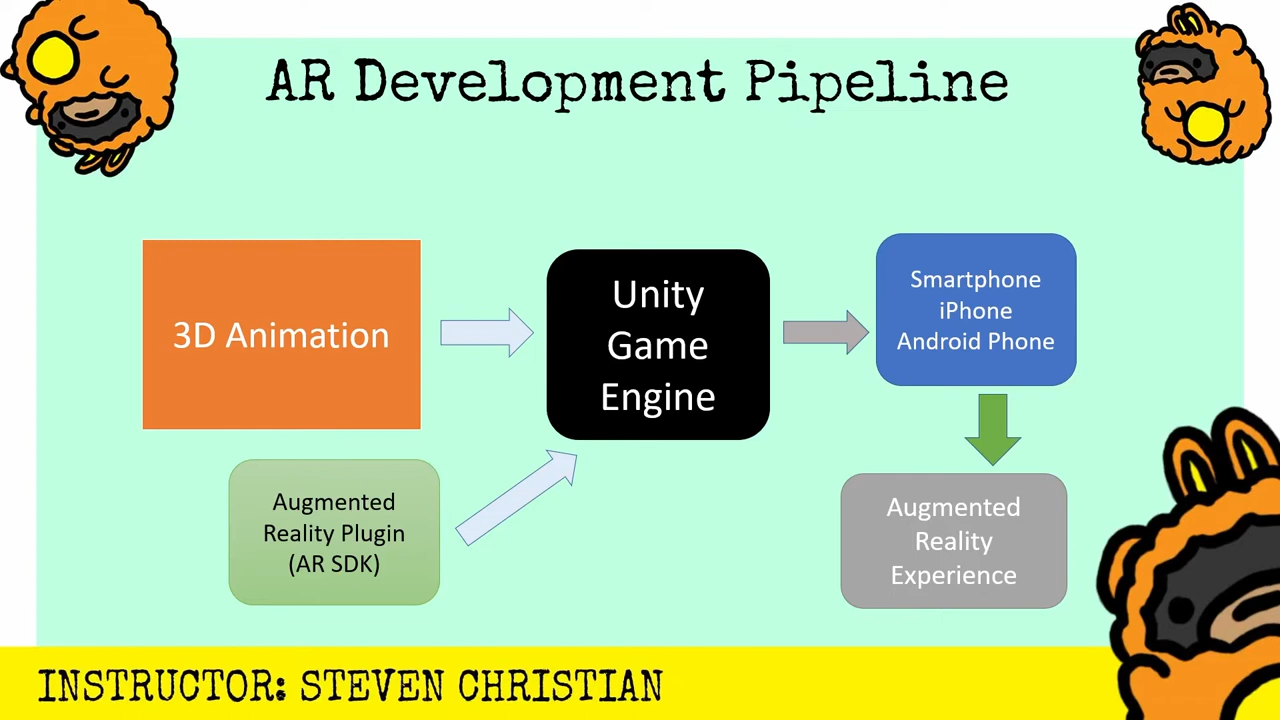 AR Development Pipeline
3D Animation
Unity
Game
Engine
Smartphone
iPhone
Android Phone
Augmented
Reality Plugin
(AR SDK)
Augmented
Reality
Experience
INSTRUCTOR: STEVEN CHRISTIAN